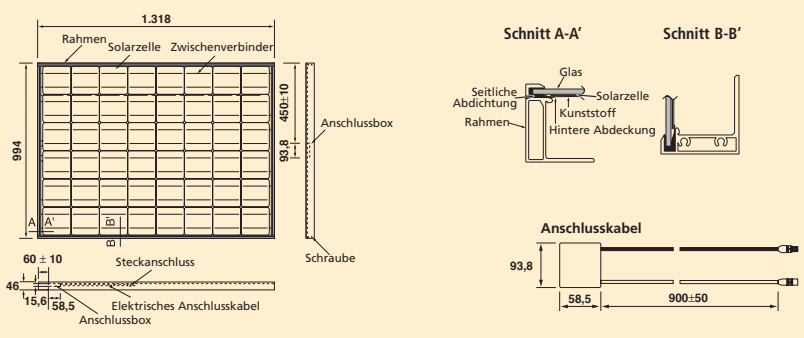 1.318
Rahmen
Solarzelle
Zwischenverbinder
994
450±10
93,8
Anschlussbox
A
A'
B'
B
Schraube
60 ± 10
46
15,6
58,5
Steckanschluss
Elektrisches Anschlusskabel
Anschlussbox
Schnitt A-A’
Schnitt B-B’
Glas
Seitliche
Abdichtung
Solarzelle
Kunststoff
Rahmen
Hintere Abdeckung
Anschlusskabel
93,8
58,5
900±50